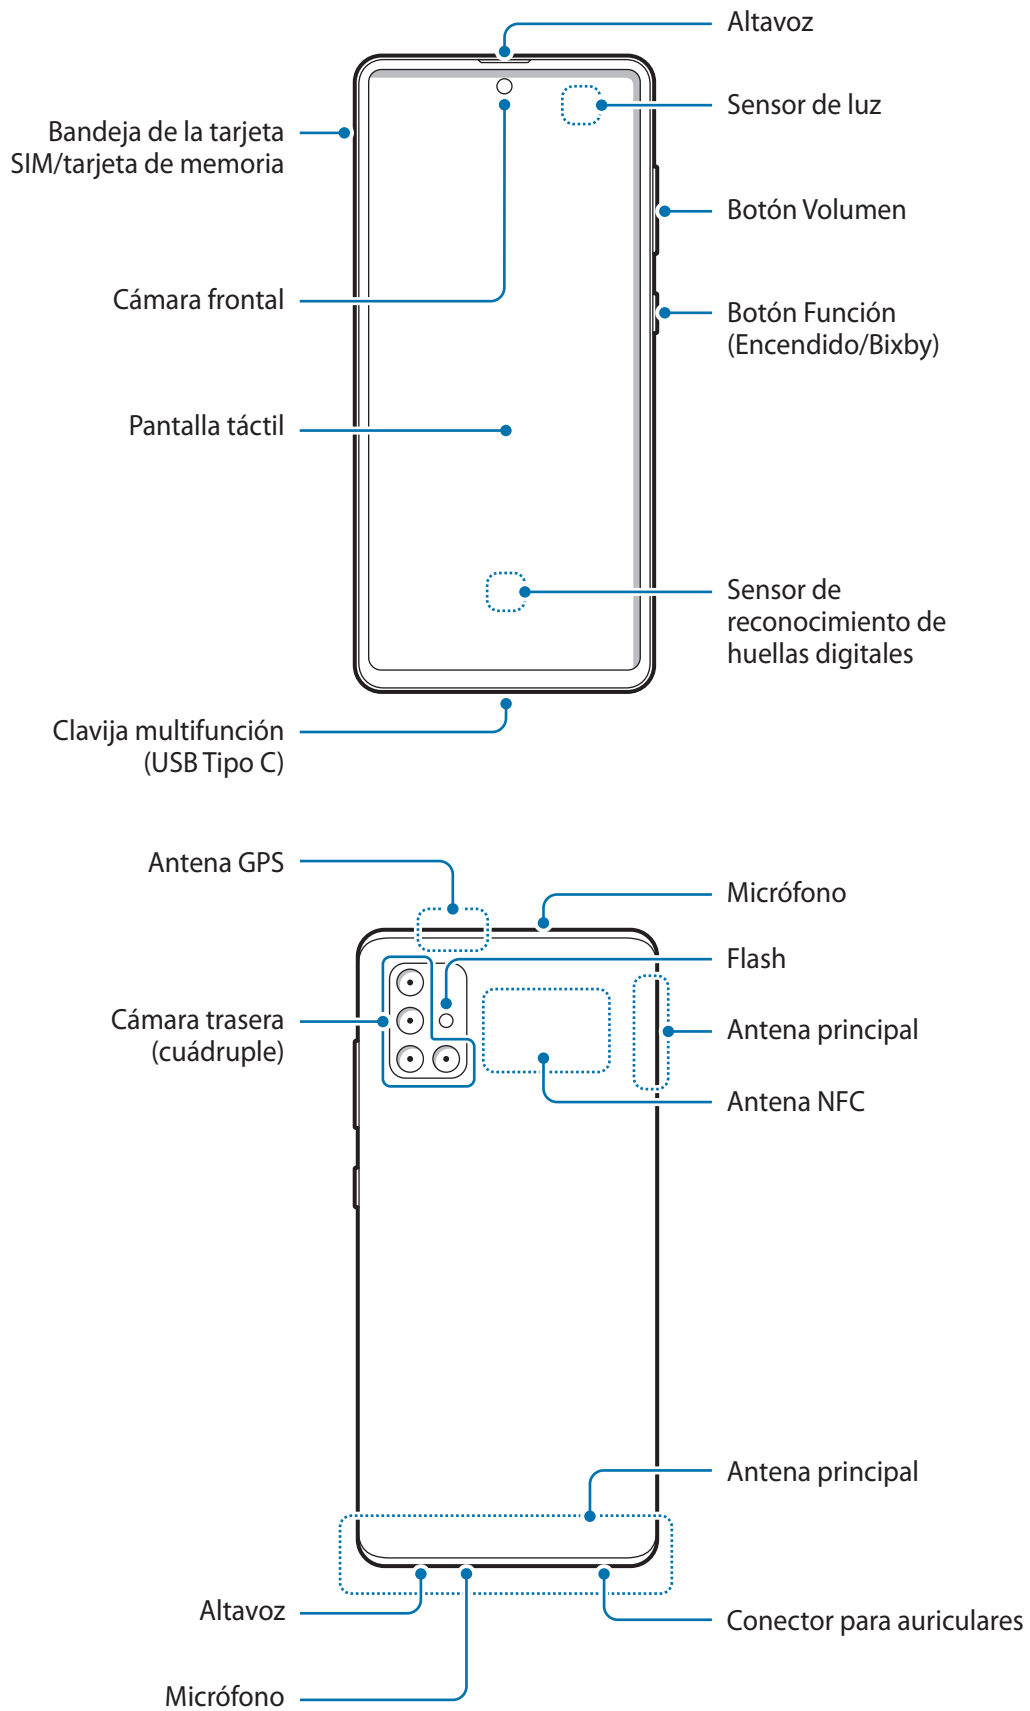 Altavoz
Sensor de luz
Bandeja de la tarjeta
SIM/tarjeta de memoria
Botón Volumen
Cámara frontal
Botón Función
(Encendido/Bixby)
Pantalla táctil
Sensor de
reconocimiento de
huellas digitales
Clavija multifunción
(USB Tipo C)
Antena GPS
Micrófono
Flash
Cámara trasera
(cuádruple)
Antena principal
Antena NFC
Antena principal
Altavoz
Conector para auriculares
Micrófono